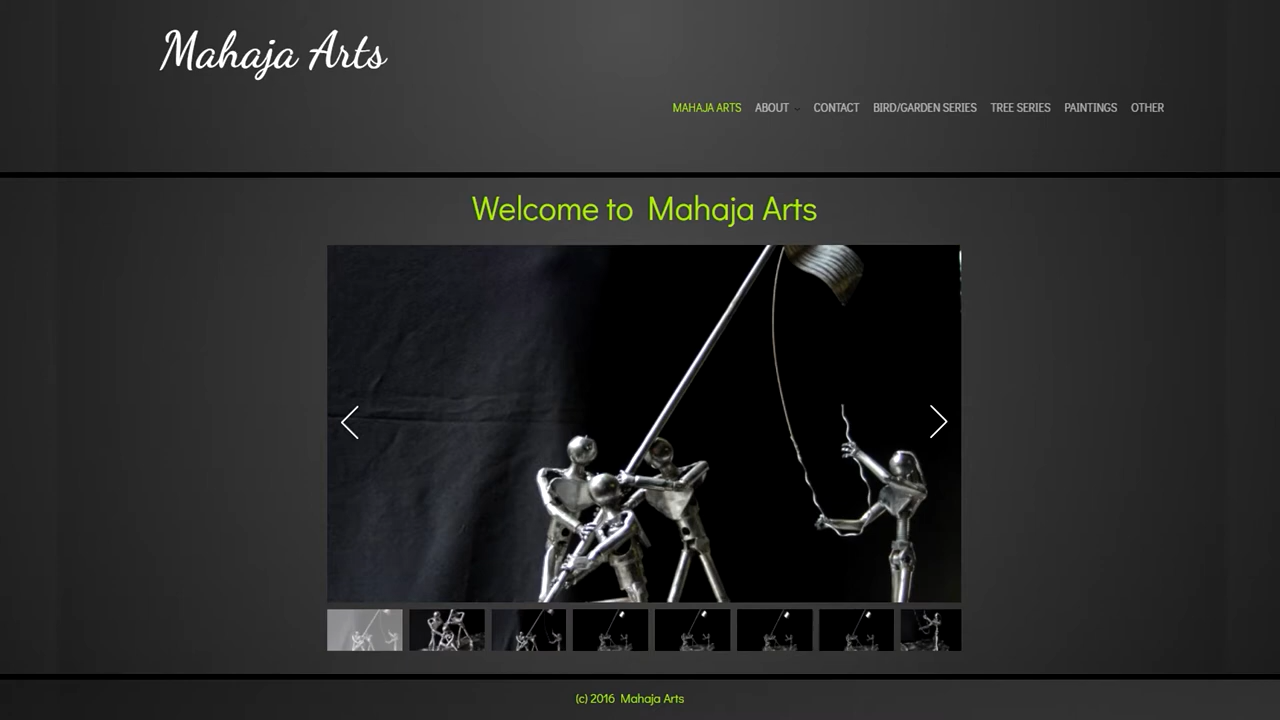 Mahaja Arts
MAHAJA ARTS ABOUT CONTACT BIRD/GARDEN SERIES TREE SERIES PAINTINGS OTHER
Welcome to Mahaja Arts
(c) 2016 Mahaja Arts